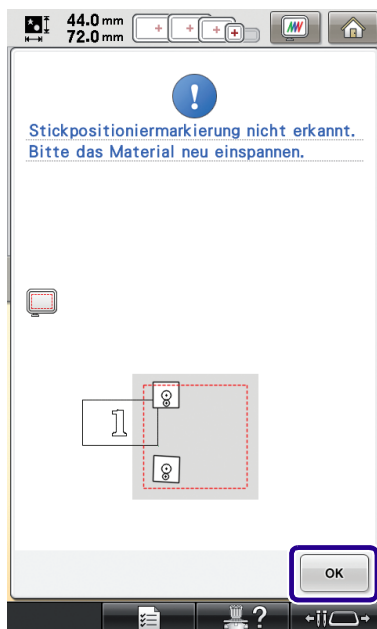 44.0 mm
72.0 mm
Stickpositioniermarkierung nicht erkannt.
Bitte das Material neu einspannen.
1
OK
?